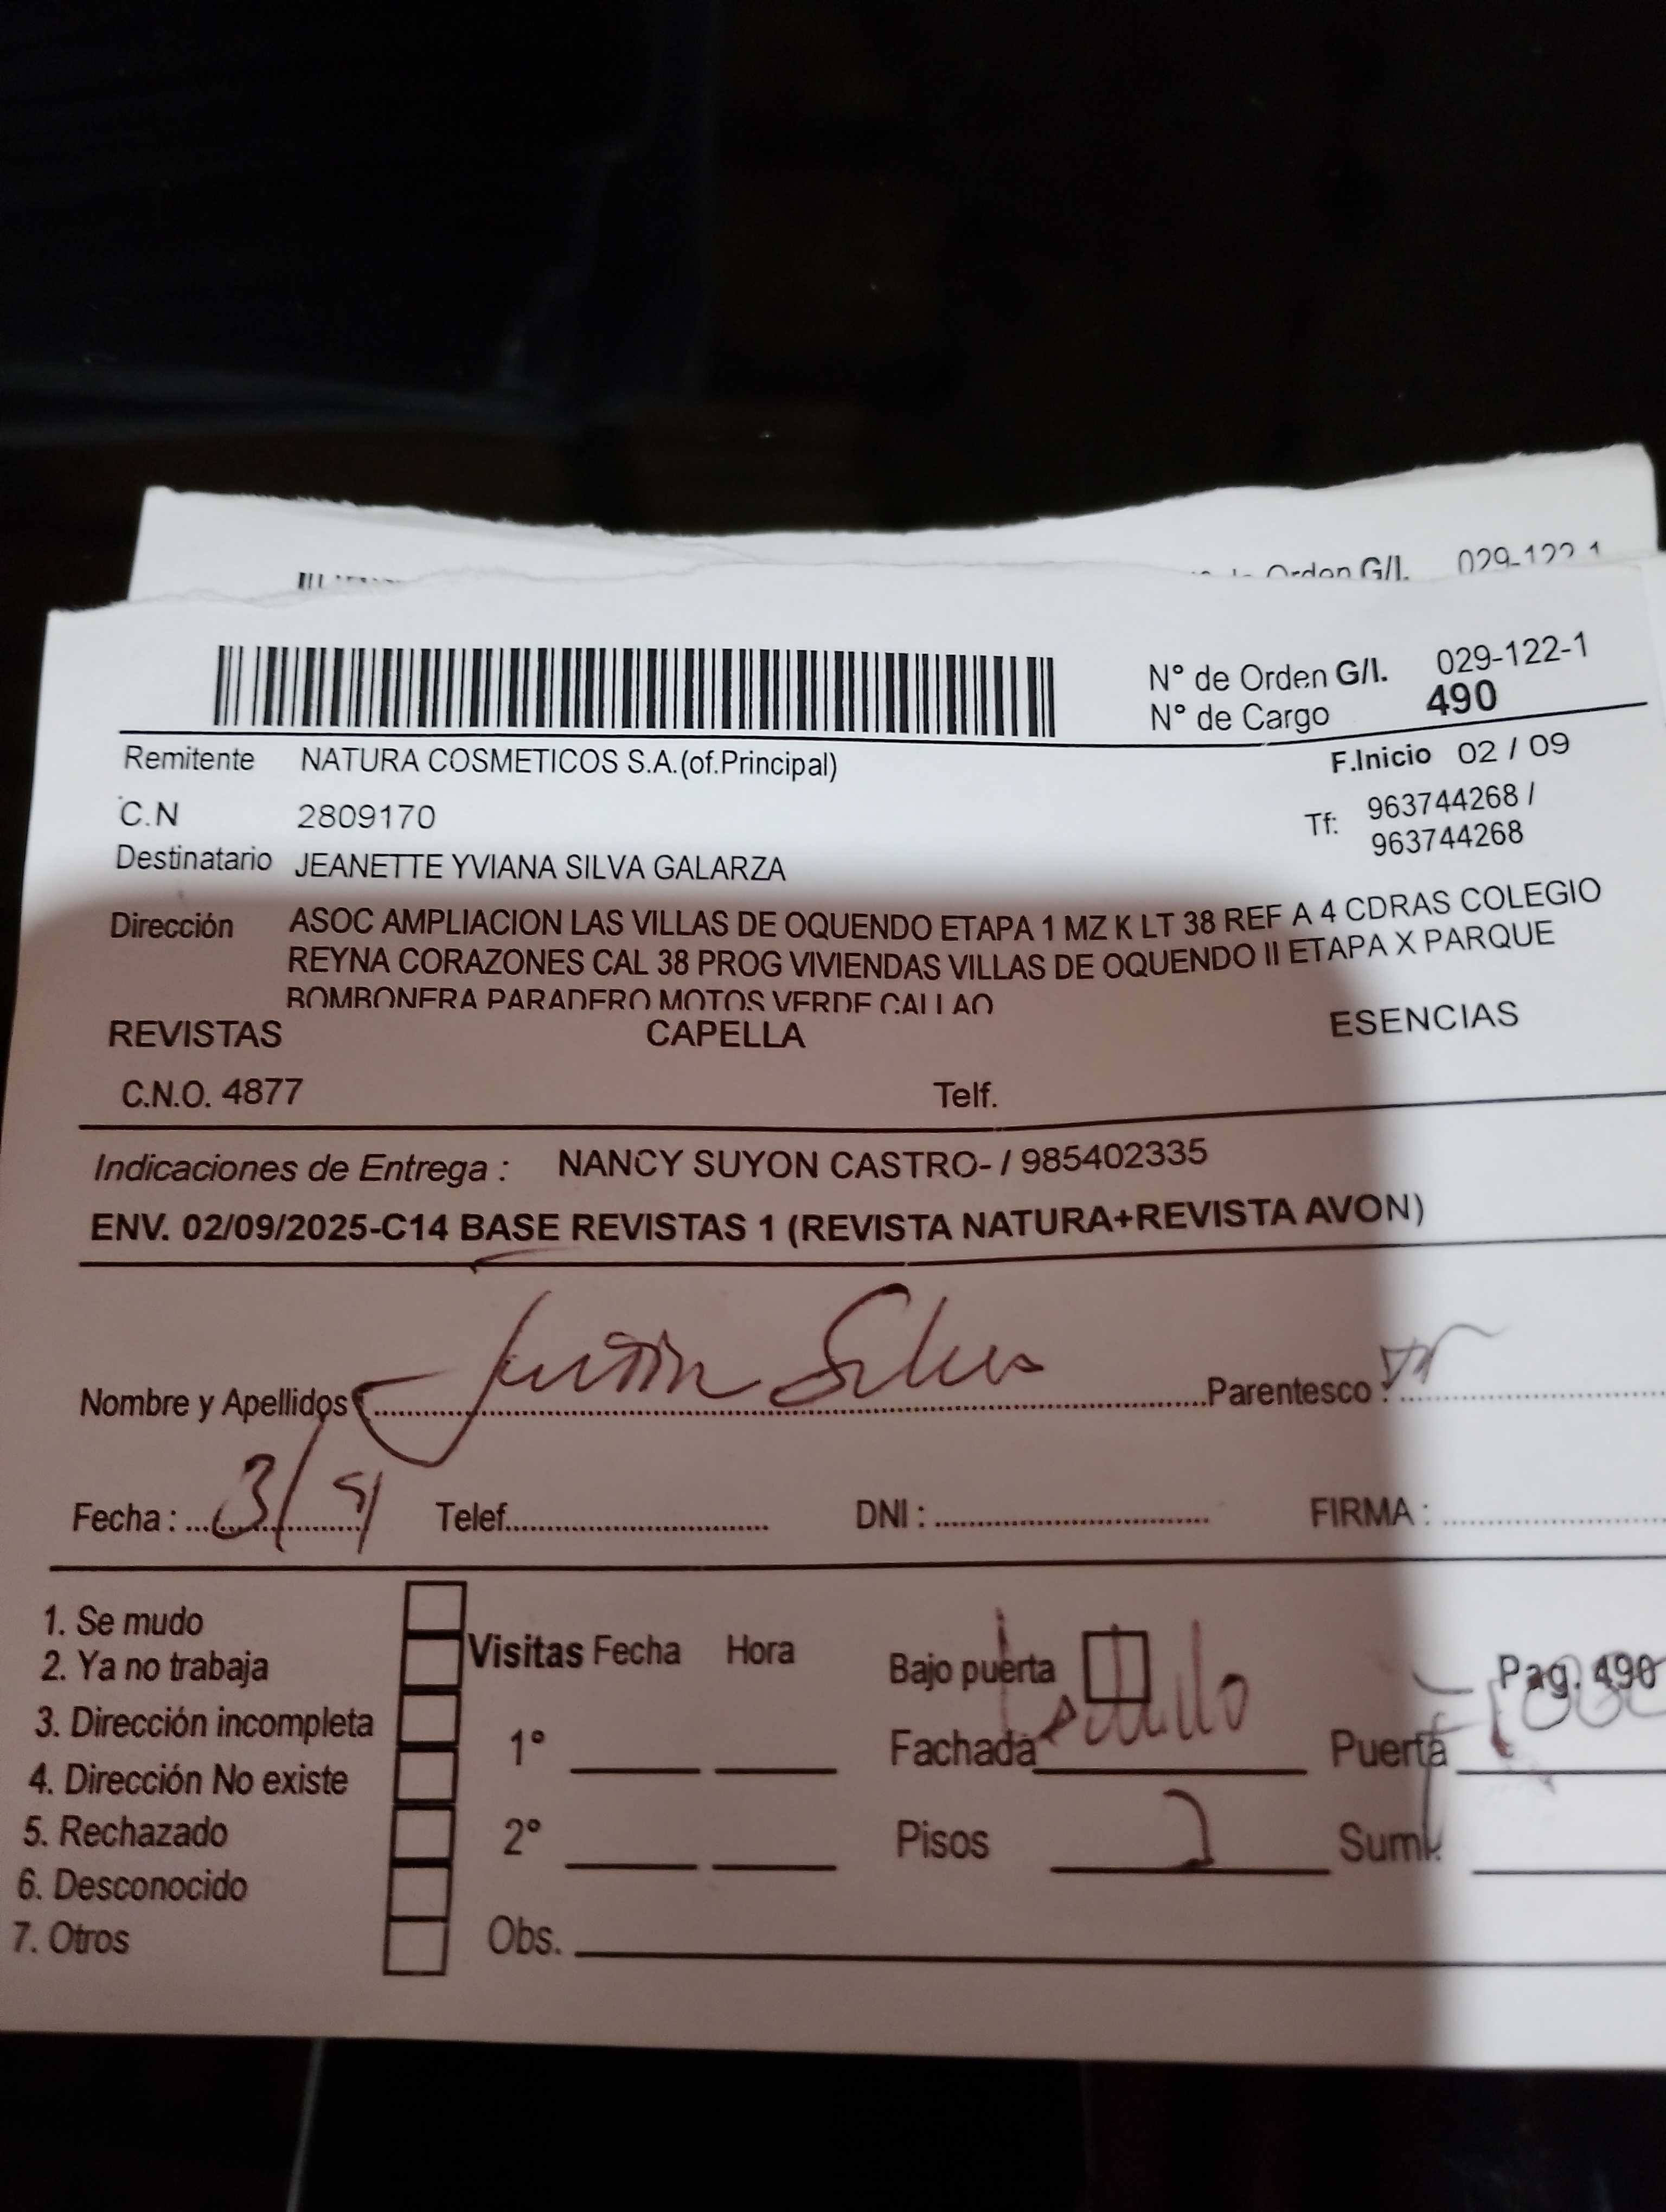 Orden G/I. 029-122-1
N° de Orden G/I. 029-122-1
N° de Cargo 490
Remitente NATURA COSMETICOS S.A.(of.Principal)
F.Inicio 02 / 09
C.N 2809170
Tf: 963744268 /
963744268
Destinatario JEANETTE YVIANA SILVA GALARZA
Dirección ASOC AMPLIACION LAS VILLAS DE OQUENDO ETAPA 1 MZ K LT 38 REF A 4 CDRAS COLEGIO
REYNA CORAZONES CAL 38 PROG VIVIENDAS VILLAS DE OQUENDO II ETAPA X PARQUE
BOMBONERA PARADERO MOTOS VERDE CALLAO
REVISTAS CAPELLA ESENCIAS
C.N.O. 4877 Telf.
Indicaciones de Entrega : NANCY SUYON CASTRO- / 985402335
ENV. 02/09/2025-C14 BASE REVISTAS 1 (REVISTA NATURA+REVISTA AVON)
Nombre y Apellidos Silva Parentesco :
Fecha : 3/9/ Telef. DNI : FIRMA :
1. Se mudo
2. Ya no trabaja
3. Dirección incompleta
4. Dirección No existe
5. Rechazado
6. Desconocido
7. Otros
Visitas Fecha Hora
1°
2°
Obs.
Bajo puerta Pag. 490
Fachada Puerta
Pisos Sumi.